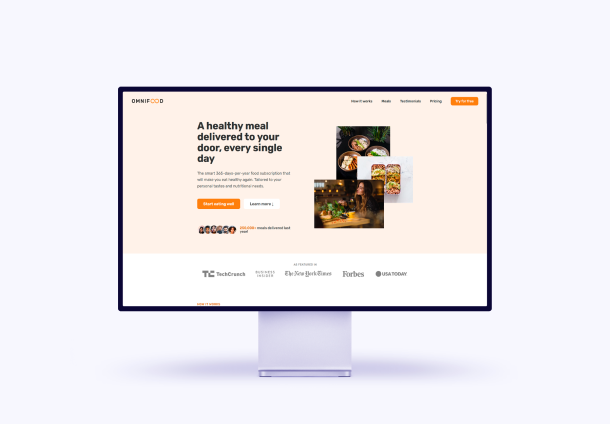 OMNIFOOD
How it works Meals Testimonials Pricing Try for free
A healthy meal
delivered to your
door, every single
day
The smart 365-days-per-year food subscription that
will make you eat healthy again. Tailored to your
personal tastes and nutritional needs.
Start eating well Learn more ↓
250,000+ meals delivered last
year!
AS FEATURED IN
TechCrunch
BUSINESS
INSIDER
The New York Times
Forbes
USA TODAY
HOW IT WORKS